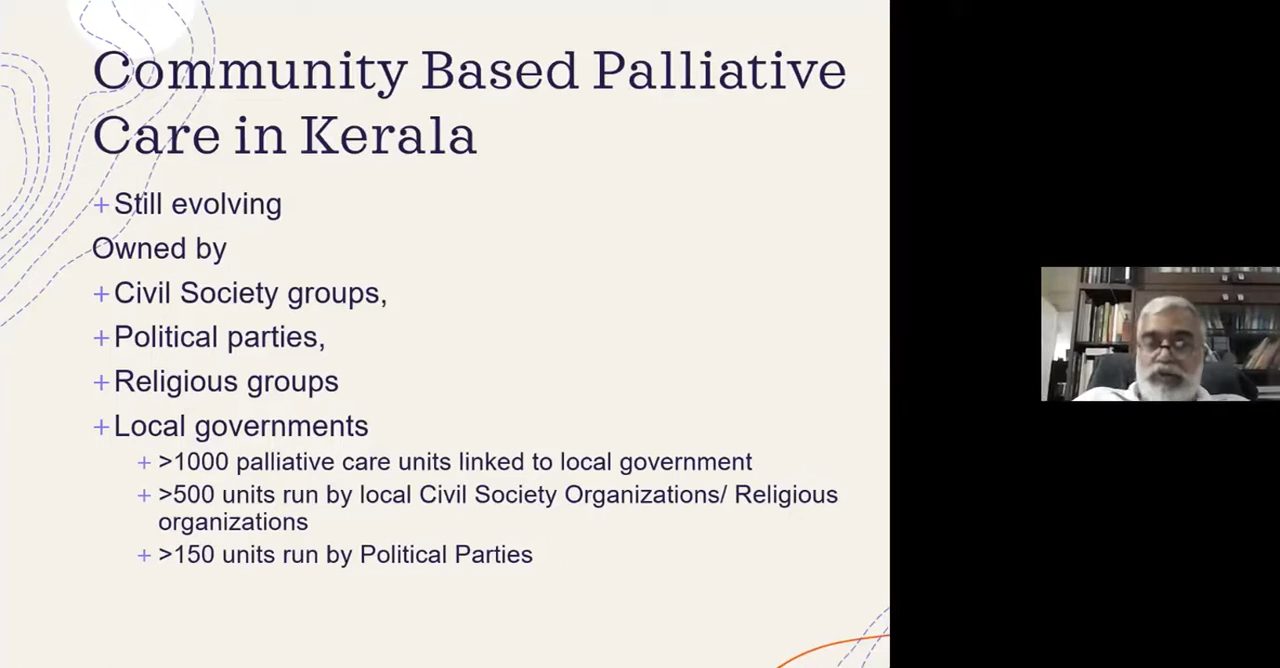 Community Based Palliative
Care in Kerala
+Still evolving
Owned by
+Civil Society groups,
+Political parties,
+Religious groups
+Local governments
+ >1000 palliative care units linked to local government
+ >500 units run by local Civil Society Organizations/ Religious
organizations
+ >150 units run by Political Parties